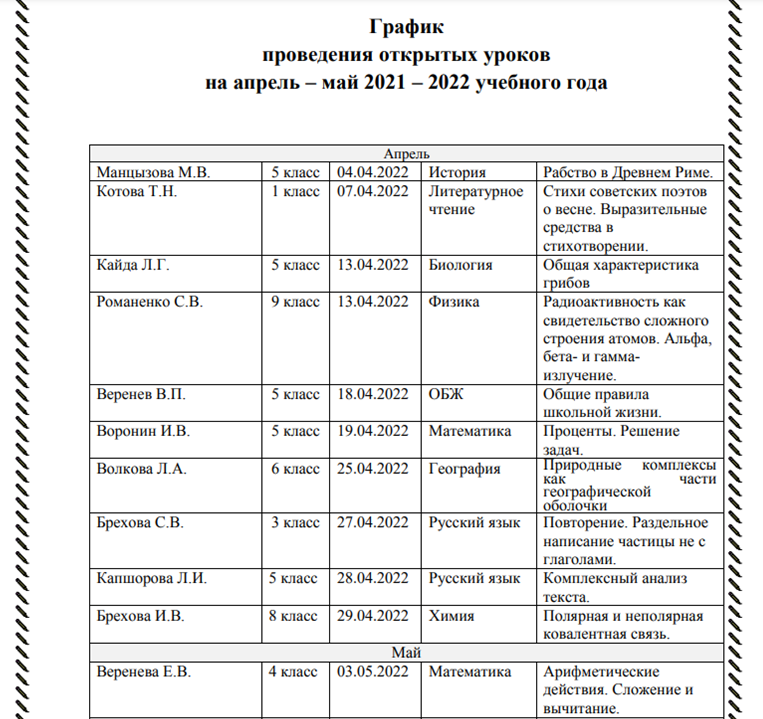 График
проведения открытых уроков
на апрель – май 2021 – 2022 учебного года
Апрель
Манцызова М.В. 5 класс 04.04.2022 История Рабство в Древнем Риме.
Котова Т.Н. 1 класс 07.04.2022 Литературное Стихи советских поэтов
чтение о весне. Выразительные
средства в
стихотворении.
Кайда Л.Г. 5 класс 13.04.2022 Биология Общая характеристика
грибов
Романенко С.В. 9 класс 13.04.2022 Физика Радиоактивность как
свидетельство сложного
строения атомов. Альфа,
бета- и гамма-
излучение.
Веренев В.П. 5 класс 18.04.2022 ОБЖ Общие правила
школьной жизни.
Воронин И.В. 5 класс 19.04.2022 Математика Проценты. Решение
задач.
Волкова Л.А. 6 класс 25.04.2022 География Природные комплексы
как части
географической
оболочки
Брехова С.В. 3 класс 27.04.2022 Русский язык Повторение. Раздельное
написание частицы не с
глаголами.
Капшорова Л.И. 5 класс 28.04.2022 Русский язык Комплексный анализ
текста.
Брехова И.В. 8 класс 29.04.2022 Химия Полярная и неполярная
ковалентная связь.
Май
Веренева Е.В. 4 класс 03.05.2022 Математика Арифметические
действия. Сложение и
вычитание.